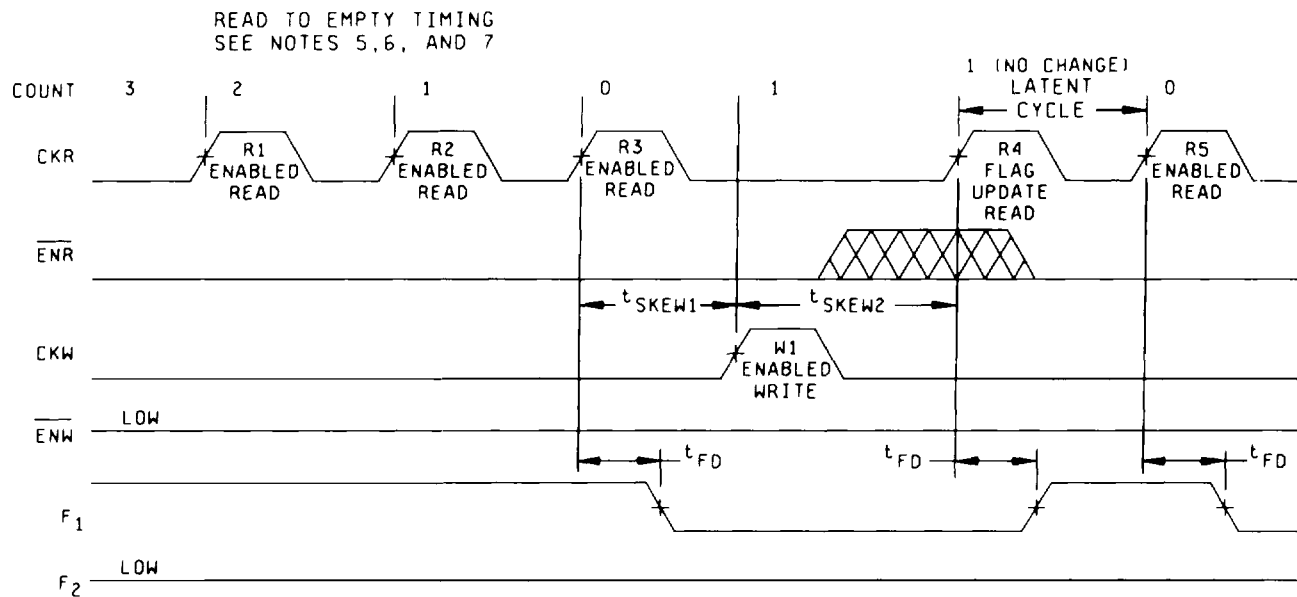 READ TO EMPTY TIMING
SEE NOTES 5,6, AND 7
COUNT 3 2 1 0 1 1 (NO CHANGE) 0
LATENT
CYCLE
CKR
R1
ENABLED
READ
R2
ENABLED
READ
R3
ENABLED
READ
R4
FLAG
UPDATE
READ
R5
ENABLED
READ
ENR
tSKEW1 tSKEW2
CKW
W1
ENABLED
WRITE
LOW
ENW
tFD tFD tFD
F1
LOW
F2